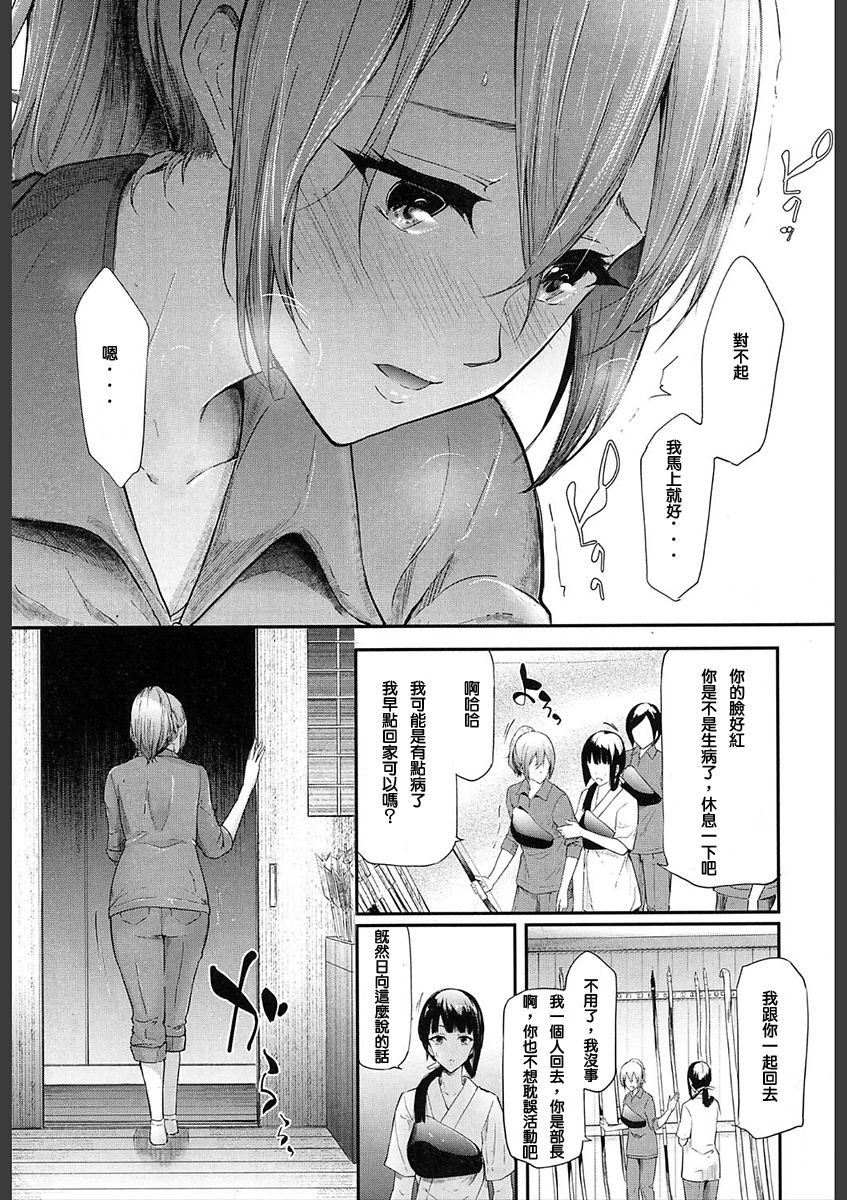 對不起
我馬上就好...
嗯...
ビクッ
你的臉好紅
你是不是生病了，休息一下吧
啊哈哈
我可能是有點病了
我早點回家可以嗎？
我跟你一起回去
不用了，我沒事
我一個人回去，你是部長
啊，你也不想耽誤活動吧
既然日向這麼說的話